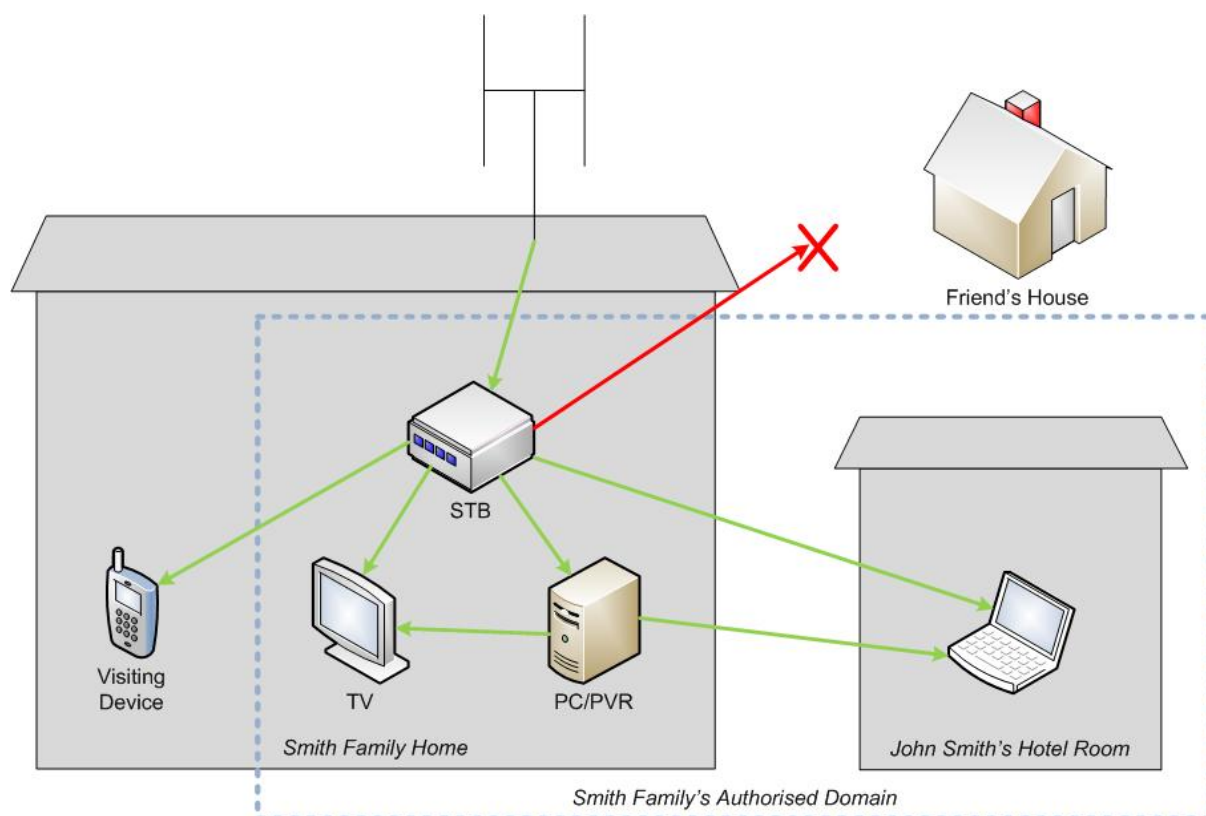 Friend's House
STB
Visiting
Device
TV
PC/PVR
Smith Family Home
John Smith's Hotel Room
Smith Family's Authorised Domain